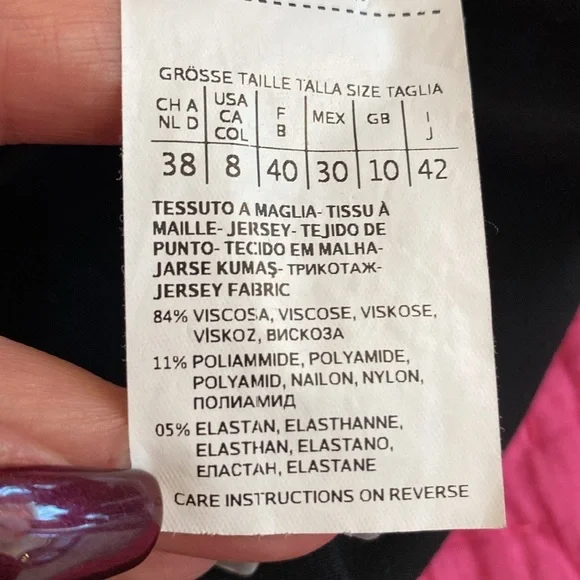 GRÖSSE TAILLE TALLA SIZE TAGLIA
CH A NL D | USA CA COL | F B | MEX | GB | I J
38 | 8 | 40 | 30 | 10 | 42
TESSUTO A MAGLIA- TISSU À
MAILLE- JERSEY- TEJIDO DE
PUNTO- TECIDO EM MALHA-
JARSE KUMAŞ- ТРИКОТАЖ-
JERSEY FABRIC
84% VISCOSA, VISCOSE, VISKOSE,
VİSKOZ, ВИСКОЗА
11% POLIAMMIDE, POLYAMIDE,
POLYAMID, NAILON, NYLON,
ПОЛИАМИД
05% ELASTAN, ELASTHANNE,
ELASTHAN, ELASTANO,
ЕПАСТАН, ELASTANE
CARE INSTRUCTIONS ON REVERSE